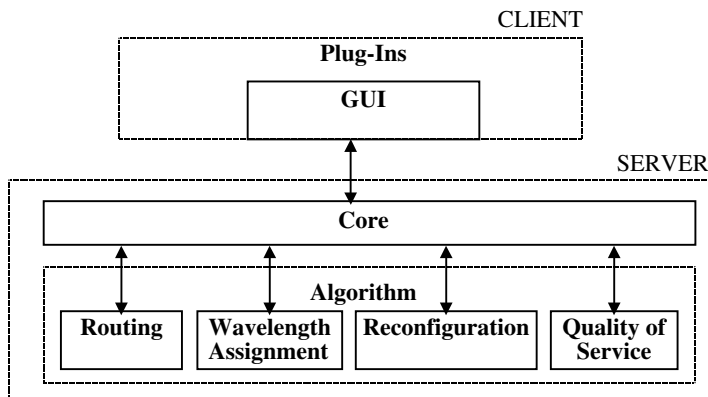 CLIENT
Plug-Ins
GUI
SERVER
Core
Algorithm
Routing
Wavelength
Assignment
Reconfiguration
Quality of
Service